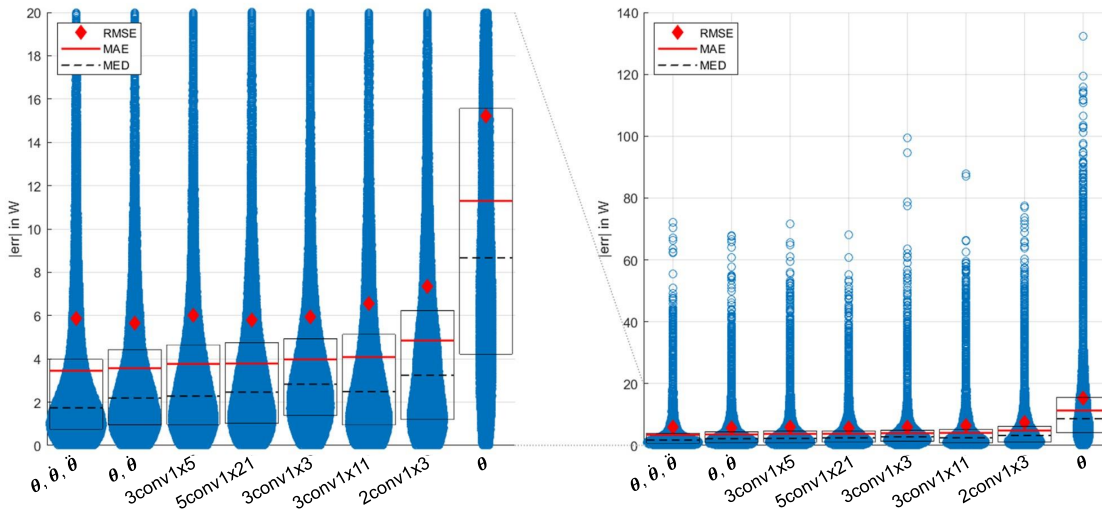 20
18
16
14
12
10
8
6
4
2
0
|err| in W
RMSE
MAE
MED
θ, θ̇, θ̈
θ, θ̇
3conv1x5
5conv1x21
3conv1x3
3conv1x11
2conv1x3
θ
140
120
100
80
60
40
20
0
|err| in W
RMSE
MAE
MED
θ, θ̇, θ̈
θ, θ̇
3conv1x5
5conv1x21
3conv1x3
3conv1x11
2conv1x3
θ